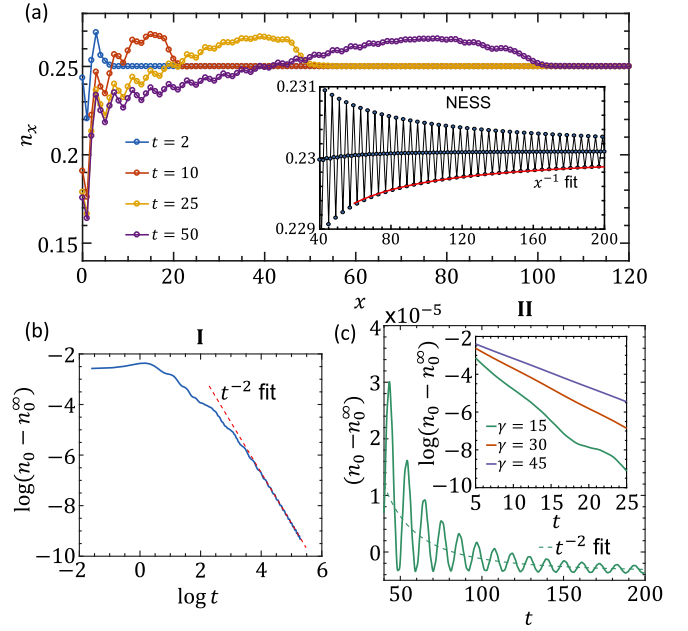 (a)
n_x
0.25
0.2
0.15
t = 2
t = 10
t = 25
t = 50
NESS
0.231
0.23
0.229
x^{-1} fit
40 80 120 160 200
0 20 40 60 80 100 120
x
(b) I
log(n_0 − n_0^∞)
−2
−4
−6
−8
−10
t^{−2} fit
−2 0 2 4 6
log t
(c) ×10^{−5} II
(n_0 − n_0^∞)
4
3
2
1
0
t^{−2} fit
50 100 150 200
t
log(n_0 − n_0^∞)
−2
−4
−6
−8
−10
γ = 15
γ = 30
γ = 45
5 10 15 20 25
t